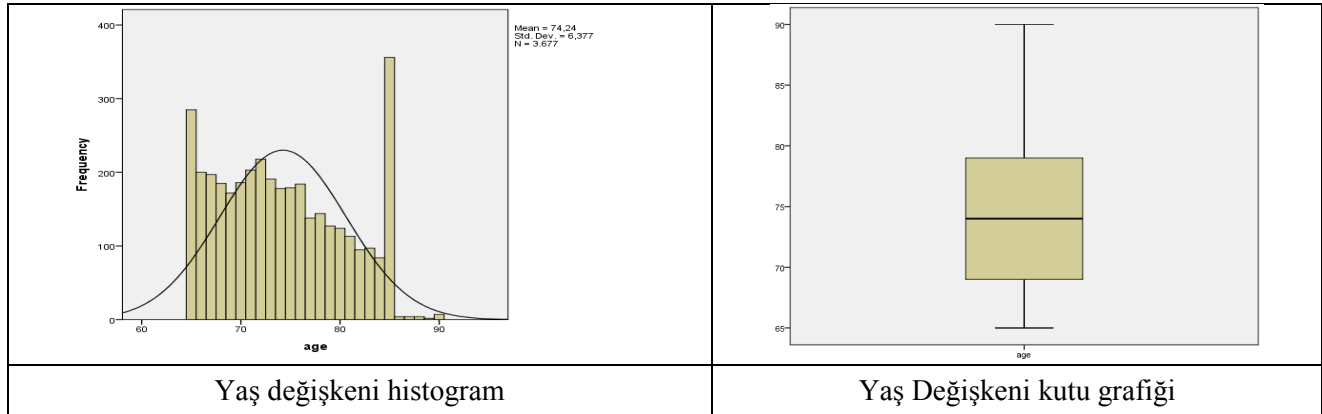 400
300
200
100
0
Frequency
60
70
80
90
age
Mean = 74,24
Std. Dev. = 6,377
N = 3.677
90
85
80
75
70
65
age
Yaş değişkeni histogram
Yaş Değişkeni kutu grafiği